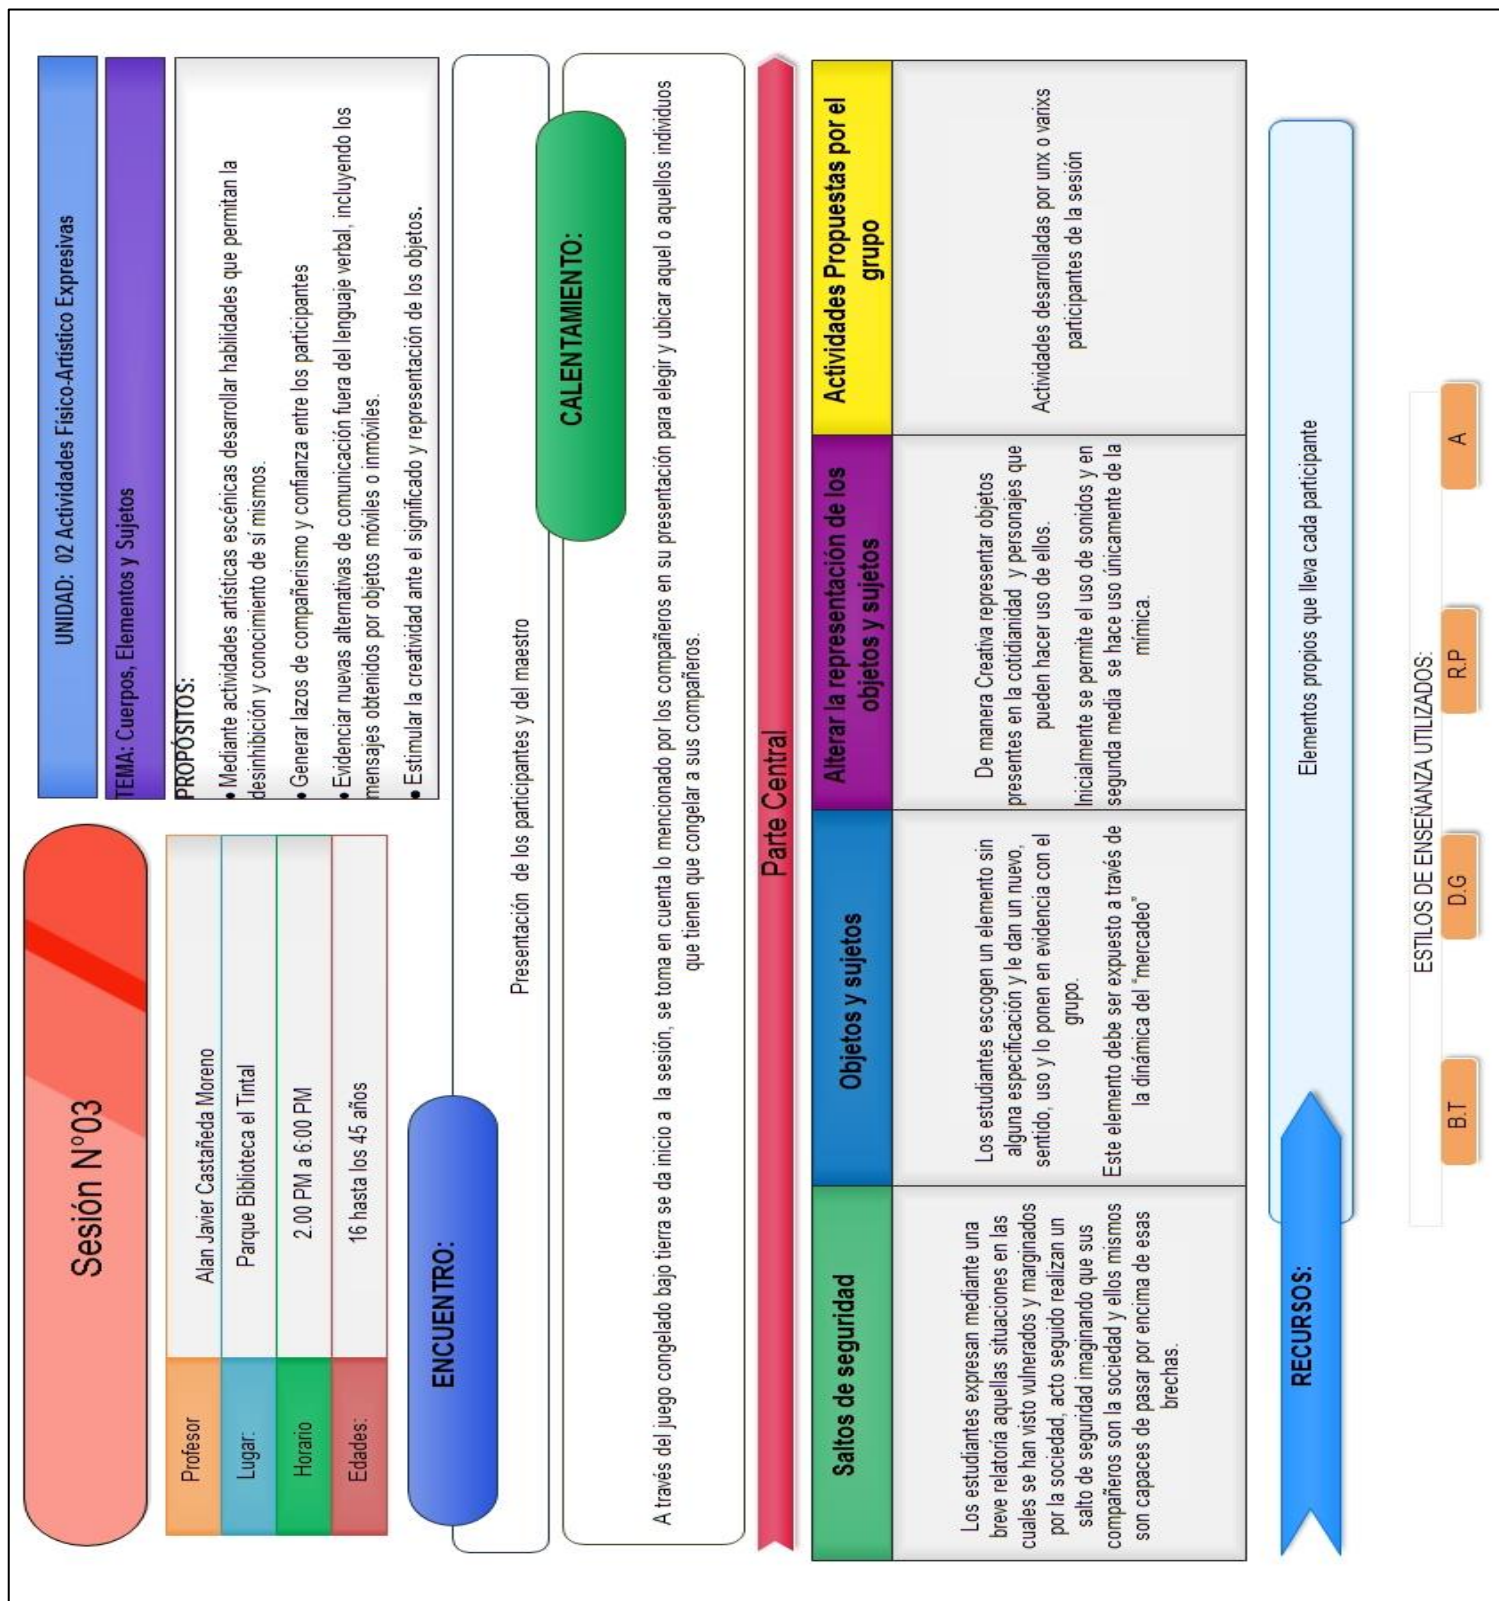 Sesión N°03
Profesor
Alan Javier Castañeda Moreno
Lugar:
Parque Biblioteca el Tintal
Horario
2.00 PM a 6:00 PM
Edades:
16 hasta los 45 años
UNIDAD: 02 Actividades Físico-Artístico Expresivas
TEMA: Cuerpos, Elementos y Sujetos
PROPÓSITOS:
• Mediante actividades artísticas escénicas desarrollar habilidades que permitan la
desinhibición y conocimiento de sí mismos.
• Generar lazos de compañerismo y confianza entre los participantes
• Evidenciar nuevas alternativas de comunicación fuera del lenguaje verbal, incluyendo los
mensajes obtenidos por objetos móviles o inmóviles.
• Estimular la creatividad ante el significado y representación de los objetos.
ENCUENTRO:
Presentación de los participantes y del maestro
CALENTAMIENTO:
A través del juego congelado bajo tierra se da inicio a la sesión, se toma en cuenta lo mencionado por los compañeros en su presentación para elegir y ubicar aquel o aquellos individuos
que tienen que congelar a sus compañeros.
Parte Central
Saltos de seguridad
Los estudiantes expresan mediante una
breve relatoría aquellas situaciones en las
cuales se han visto vulnerados y marginados
por la sociedad, acto seguido realizan un
salto de seguridad imaginando que sus
compañeros son la sociedad y ellos mismos
son capaces de pasar por encima de esas
brechas.
Objetos y sujetos
Los estudiantes escogen un elemento sin
alguna especificación y le dan un nuevo,
sentido, uso y lo ponen en evidencia con el
grupo.
Este elemento debe ser expuesto a través de
la dinámica del "mercadeo"
Alterar la representación de los
objetos y sujetos
De manera Creativa representar objetos
presentes en la cotidianidad y personajes que
pueden hacer uso de ellos.
Inicialmente se permite el uso de sonidos y en
segunda media se hace uso únicamente de la
mímica.
Actividades Propuestas por el
grupo
Actividades desarrolladas por unx o varixs
participantes de la sesión
RECURSOS:
Elementos propios que lleva cada participante
ESTILOS DE ENSEÑANZA UTILIZADOS:
B.T
D.G
R.P
A